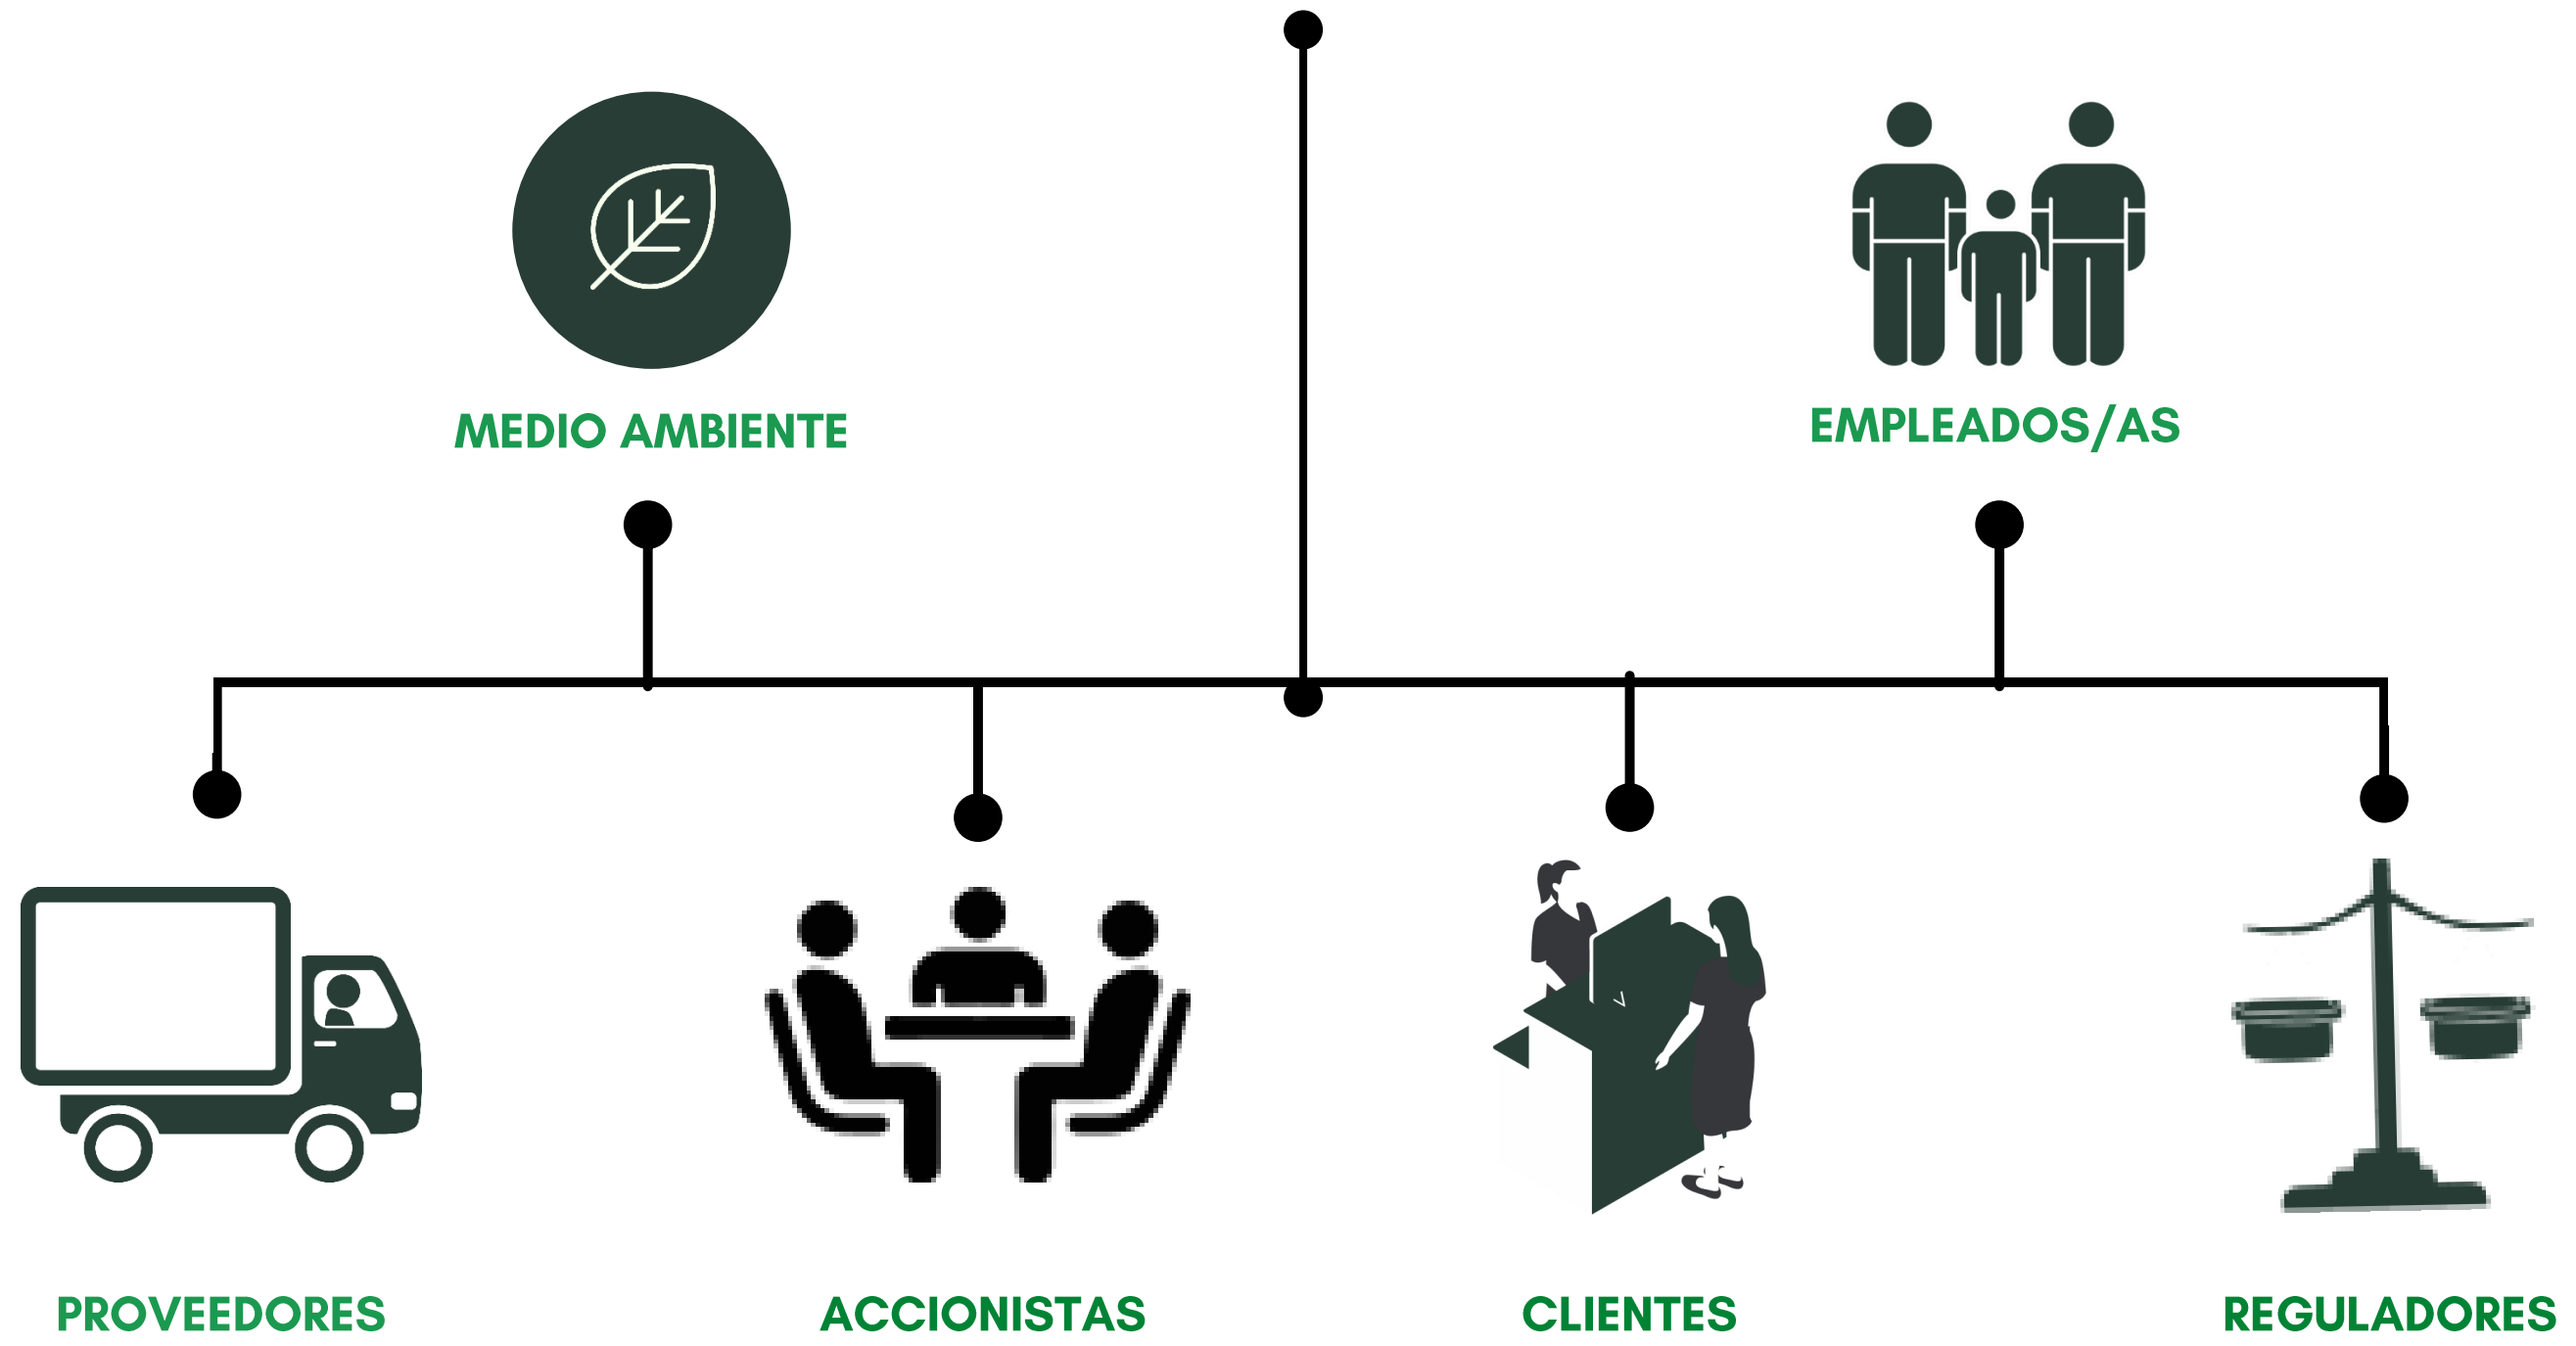 MEDIO AMBIENTE
EMPLEADOS/AS
PROVEEDORES
ACCIONISTAS
CLIENTES
REGULADORES